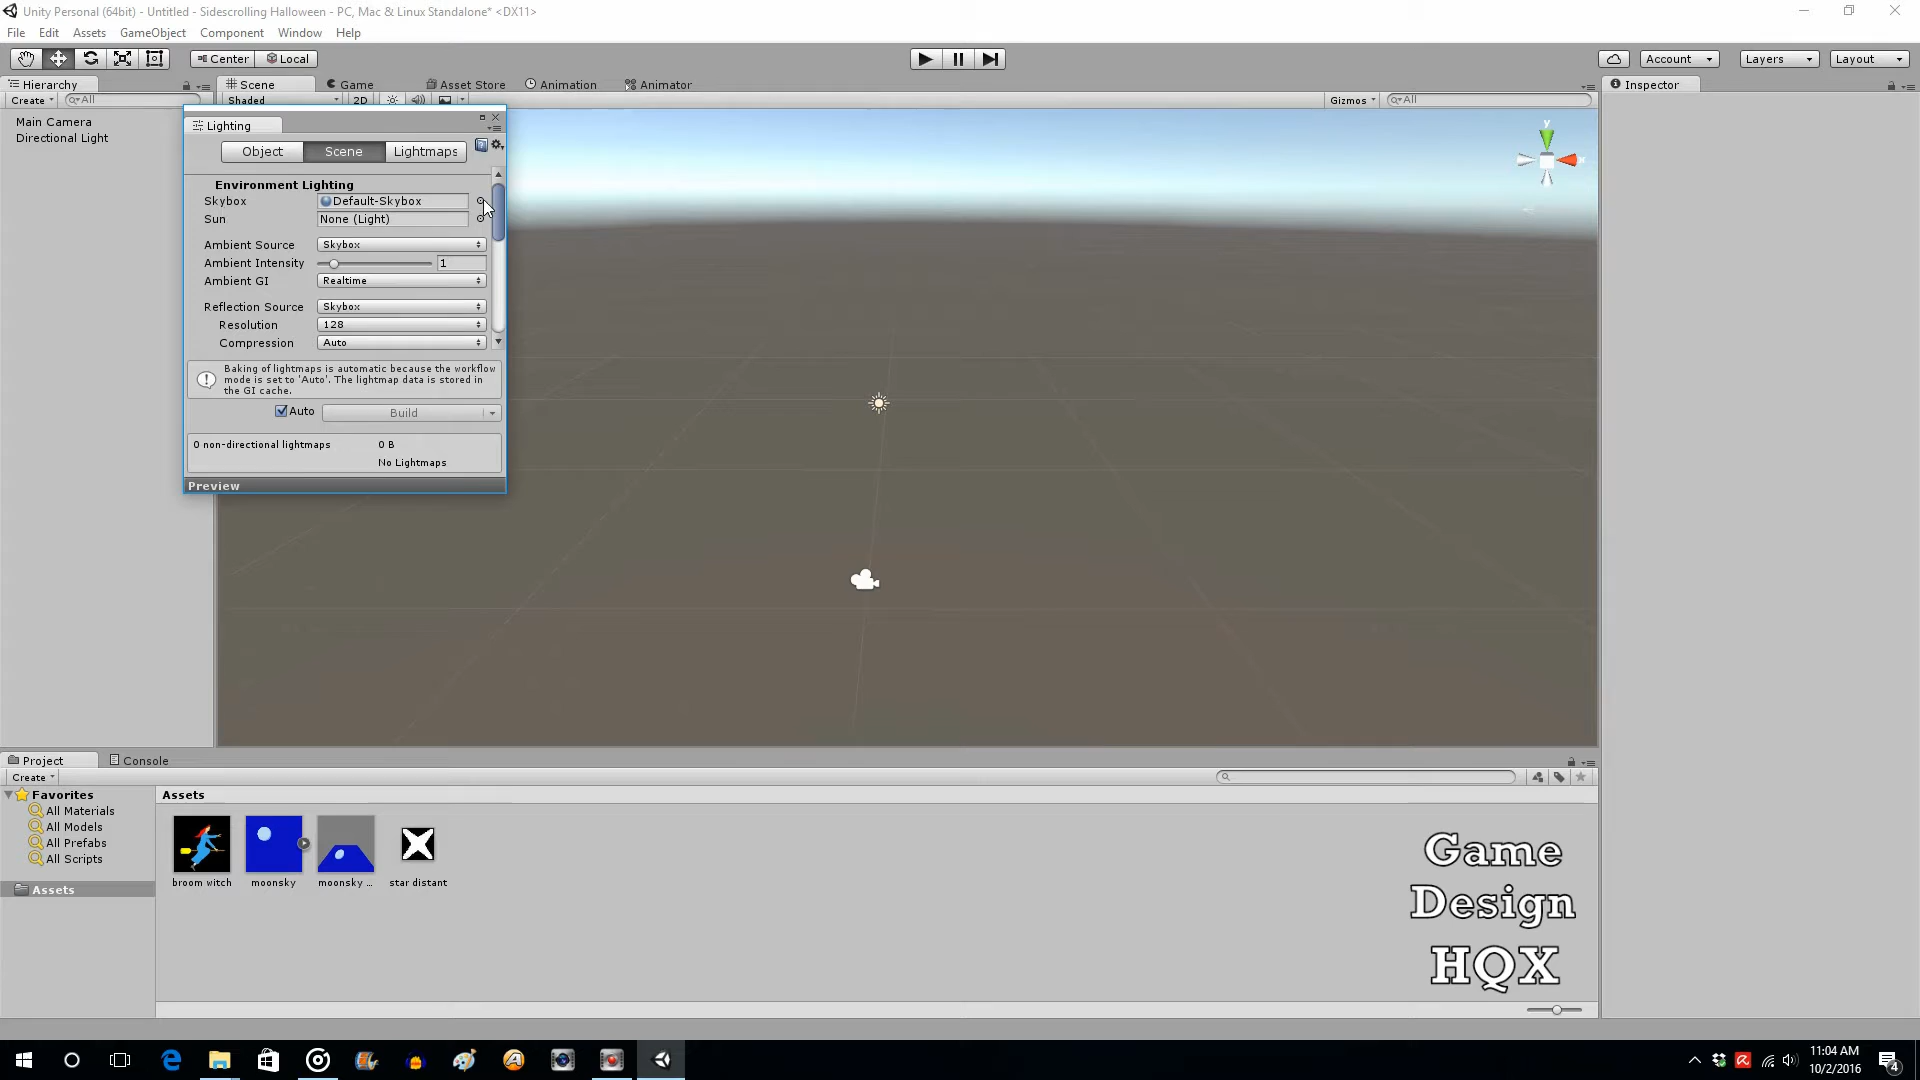 Unity Personal (64bit) - Untitled - Sidescrolling Halloween - PC, Mac & Linux Standalone* <DX11>
File Edit Assets GameObject Component Window Help
Center Local Account Layers Layout
Hierarchy Scene Game Asset Store Animation Animator Inspector
Create All Shaded 2D Gizmos All
Main Camera
Directional Light
Lighting
Object Scene Lightmaps
Environment Lighting
Skybox Default-Skybox
Sun None (Light)
Ambient Source Skybox
Ambient Intensity 1
Ambient GI Realtime
Reflection Source Skybox
Resolution 128
Compression Auto
Baking of lightmaps is automatic because the workflow
mode is set to 'Auto'. The lightmap data is stored in
the GI cache.
Auto Build
0 non-directional lightmaps 0 B
No Lightmaps
Preview
y
x
Project Console
Create
Favorites
All Materials
All Models
All Prefabs
All Scripts
Assets
Assets
broom witch moonsky moonsky ... star distant
Game
Design
HQX
11:04 AM
10/2/2016
4